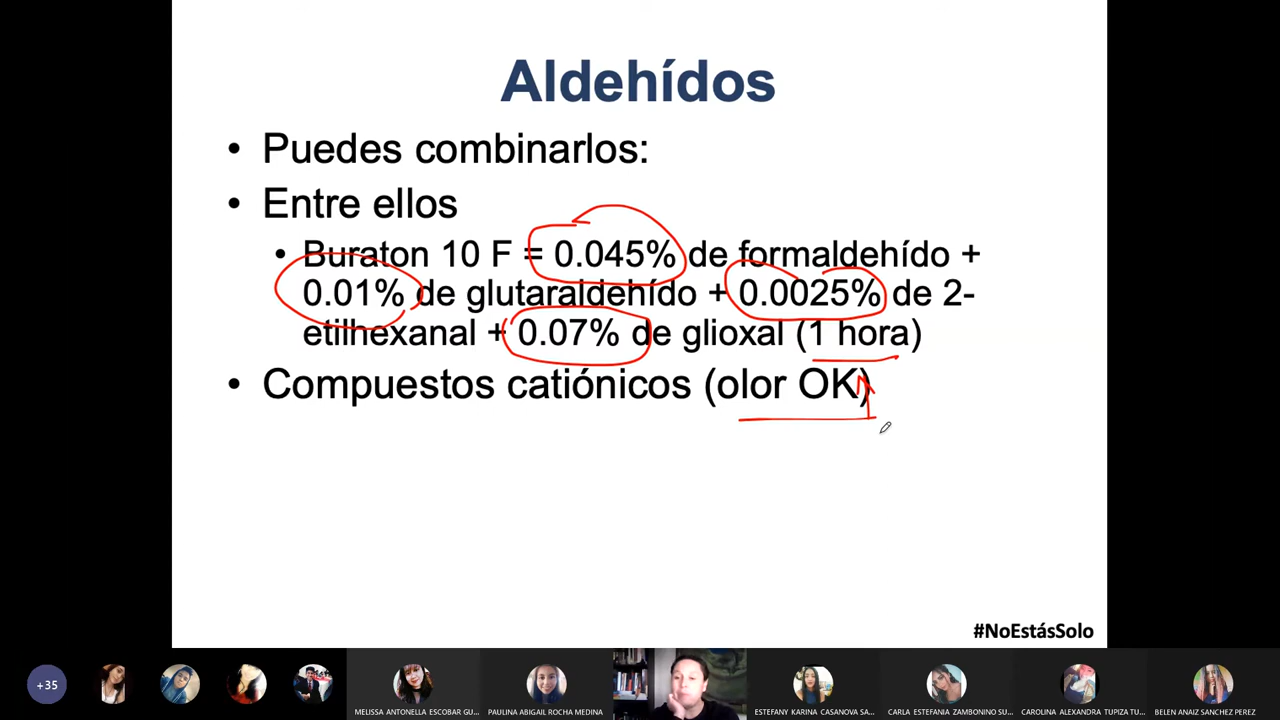 Aldehídos
• Puedes combinarlos:
• Entre ellos
• Buraton 10 F = 0.045% de formaldehído +
0.01% de glutaraldehído + 0.0025% de 2-
etilhexanal + 0.07% de glioxal (1 hora)
• Compuestos catiónicos (olor OK)
#NoEstásSolo
+35
MELISSA ANTONELLA ESCOBAR GU...
PAULINA ABIGAIL ROCHA MEDINA
ESTEFANY KARINA CASANOVA SA...
CARLA ESTEFANIA ZAMBONINO SU...
CAROLINA ALEXANDRA TUPIZA TU...
BELEN ANAIZ SANCHEZ PEREZ